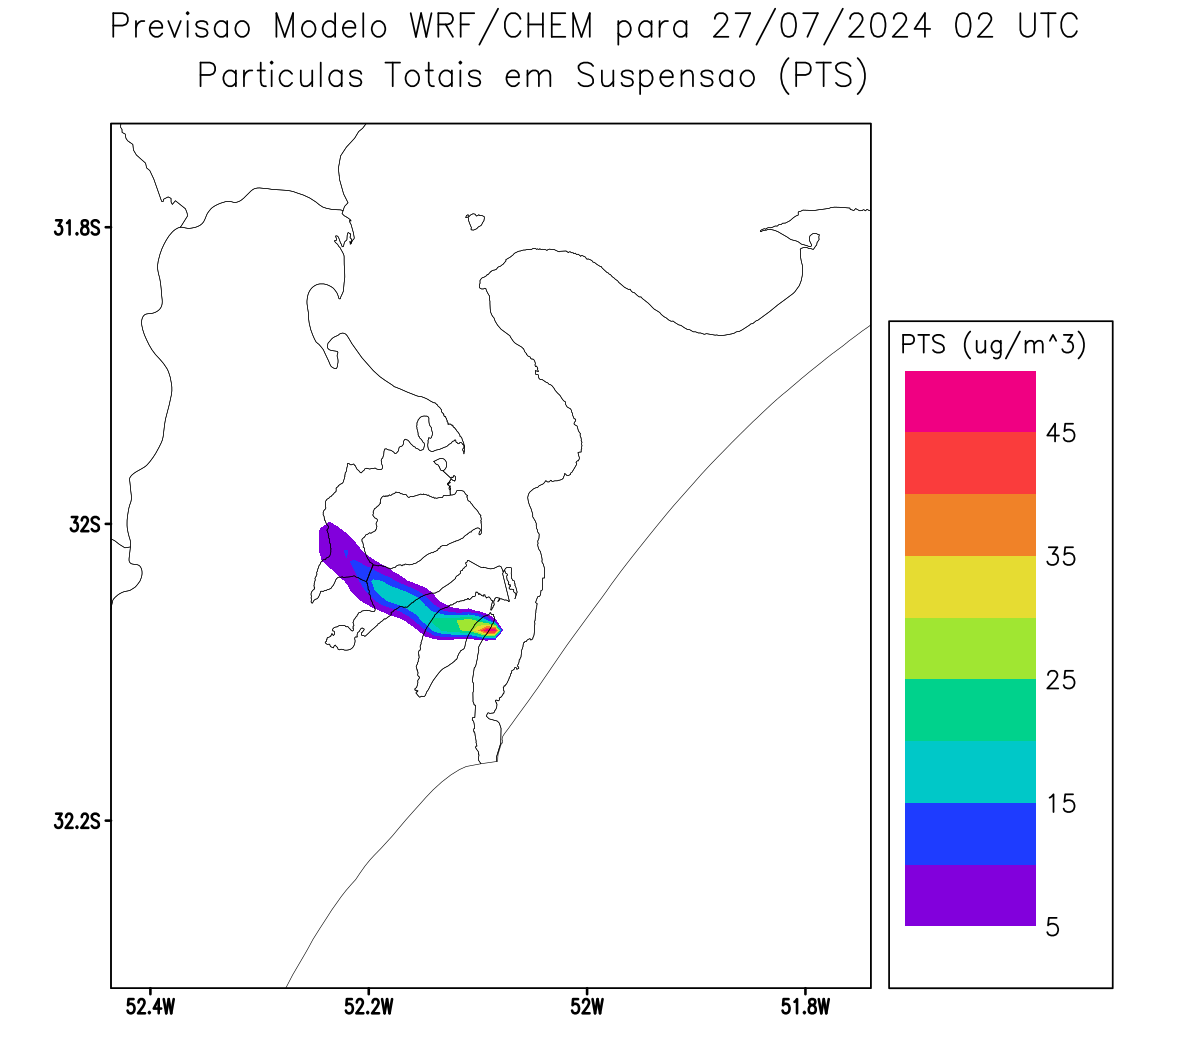 Previsao Modelo WRF/CHEM para 27/07/2024 02 UTC
Particulas Totais em Suspensao (PTS)
31.8S
32S
32.2S
52.4W
52.2W
52W
51.8W
PTS (ug/m^3)
45
35
25
15
5